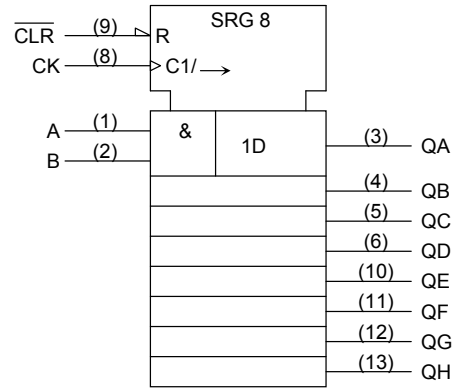 SRG 8
C̅L̅R̅ (9) R
CK (8) C1/ →
A (1) & 1D (3) QA
B (2)
(4) QB
(5) QC
(6) QD
(10) QE
(11) QF
(12) QG
(13) QH